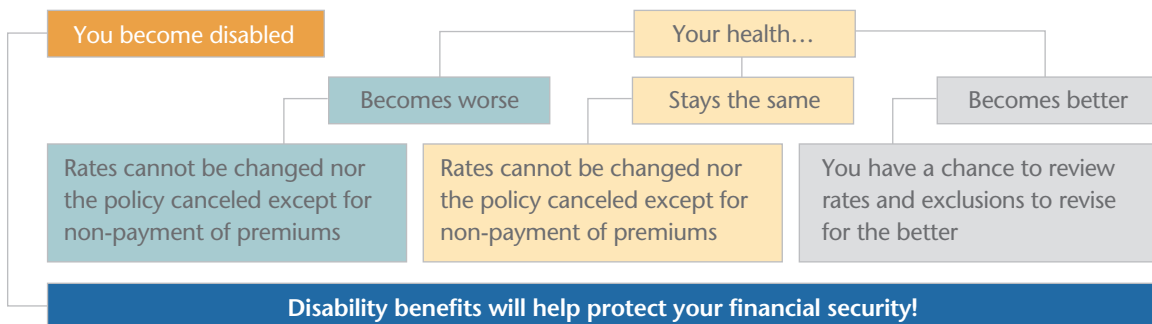 You become disabled
Your health…
Becomes worse
Stays the same
Becomes better
Rates cannot be changed nor
the policy canceled except for
non-payment of premiums
Rates cannot be changed nor
the policy canceled except for
non-payment of premiums
You have a chance to review
rates and exclusions to revise
for the better
Disability benefits will help protect your financial security!